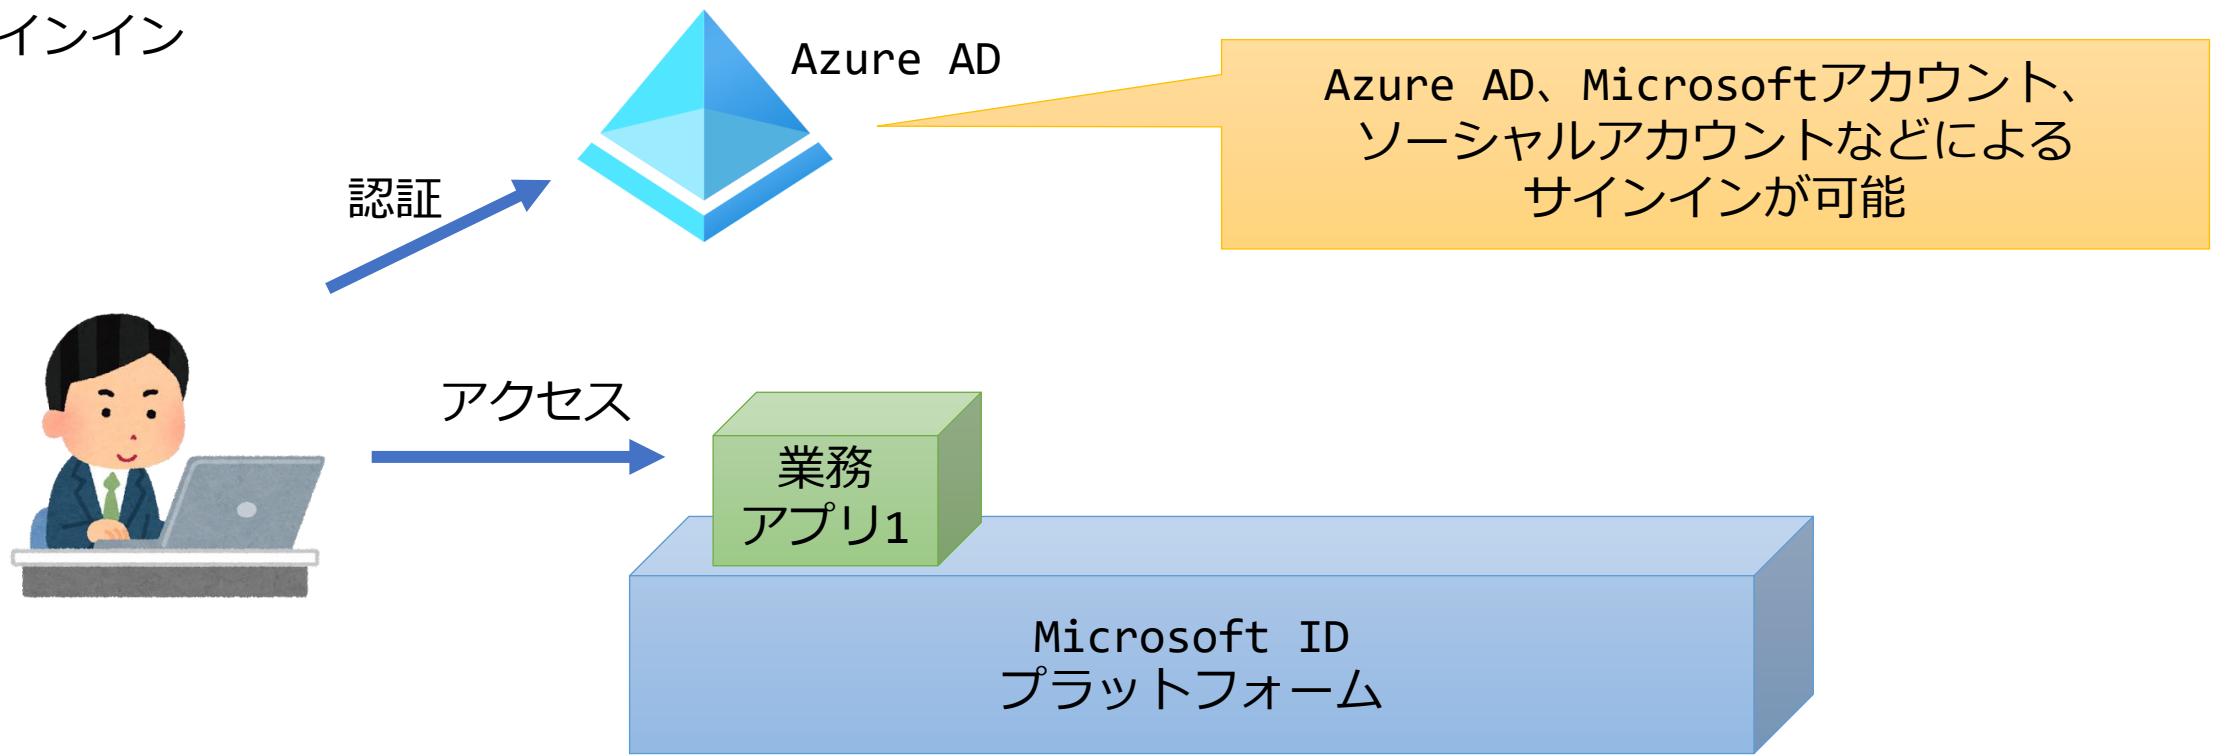 インイン
Azure AD
Azure AD、Microsoftアカウント、
ソーシャルアカウントなどによる
サインインが可能
認証
アクセス
業務
アプリ1
Microsoft ID
プラットフォーム